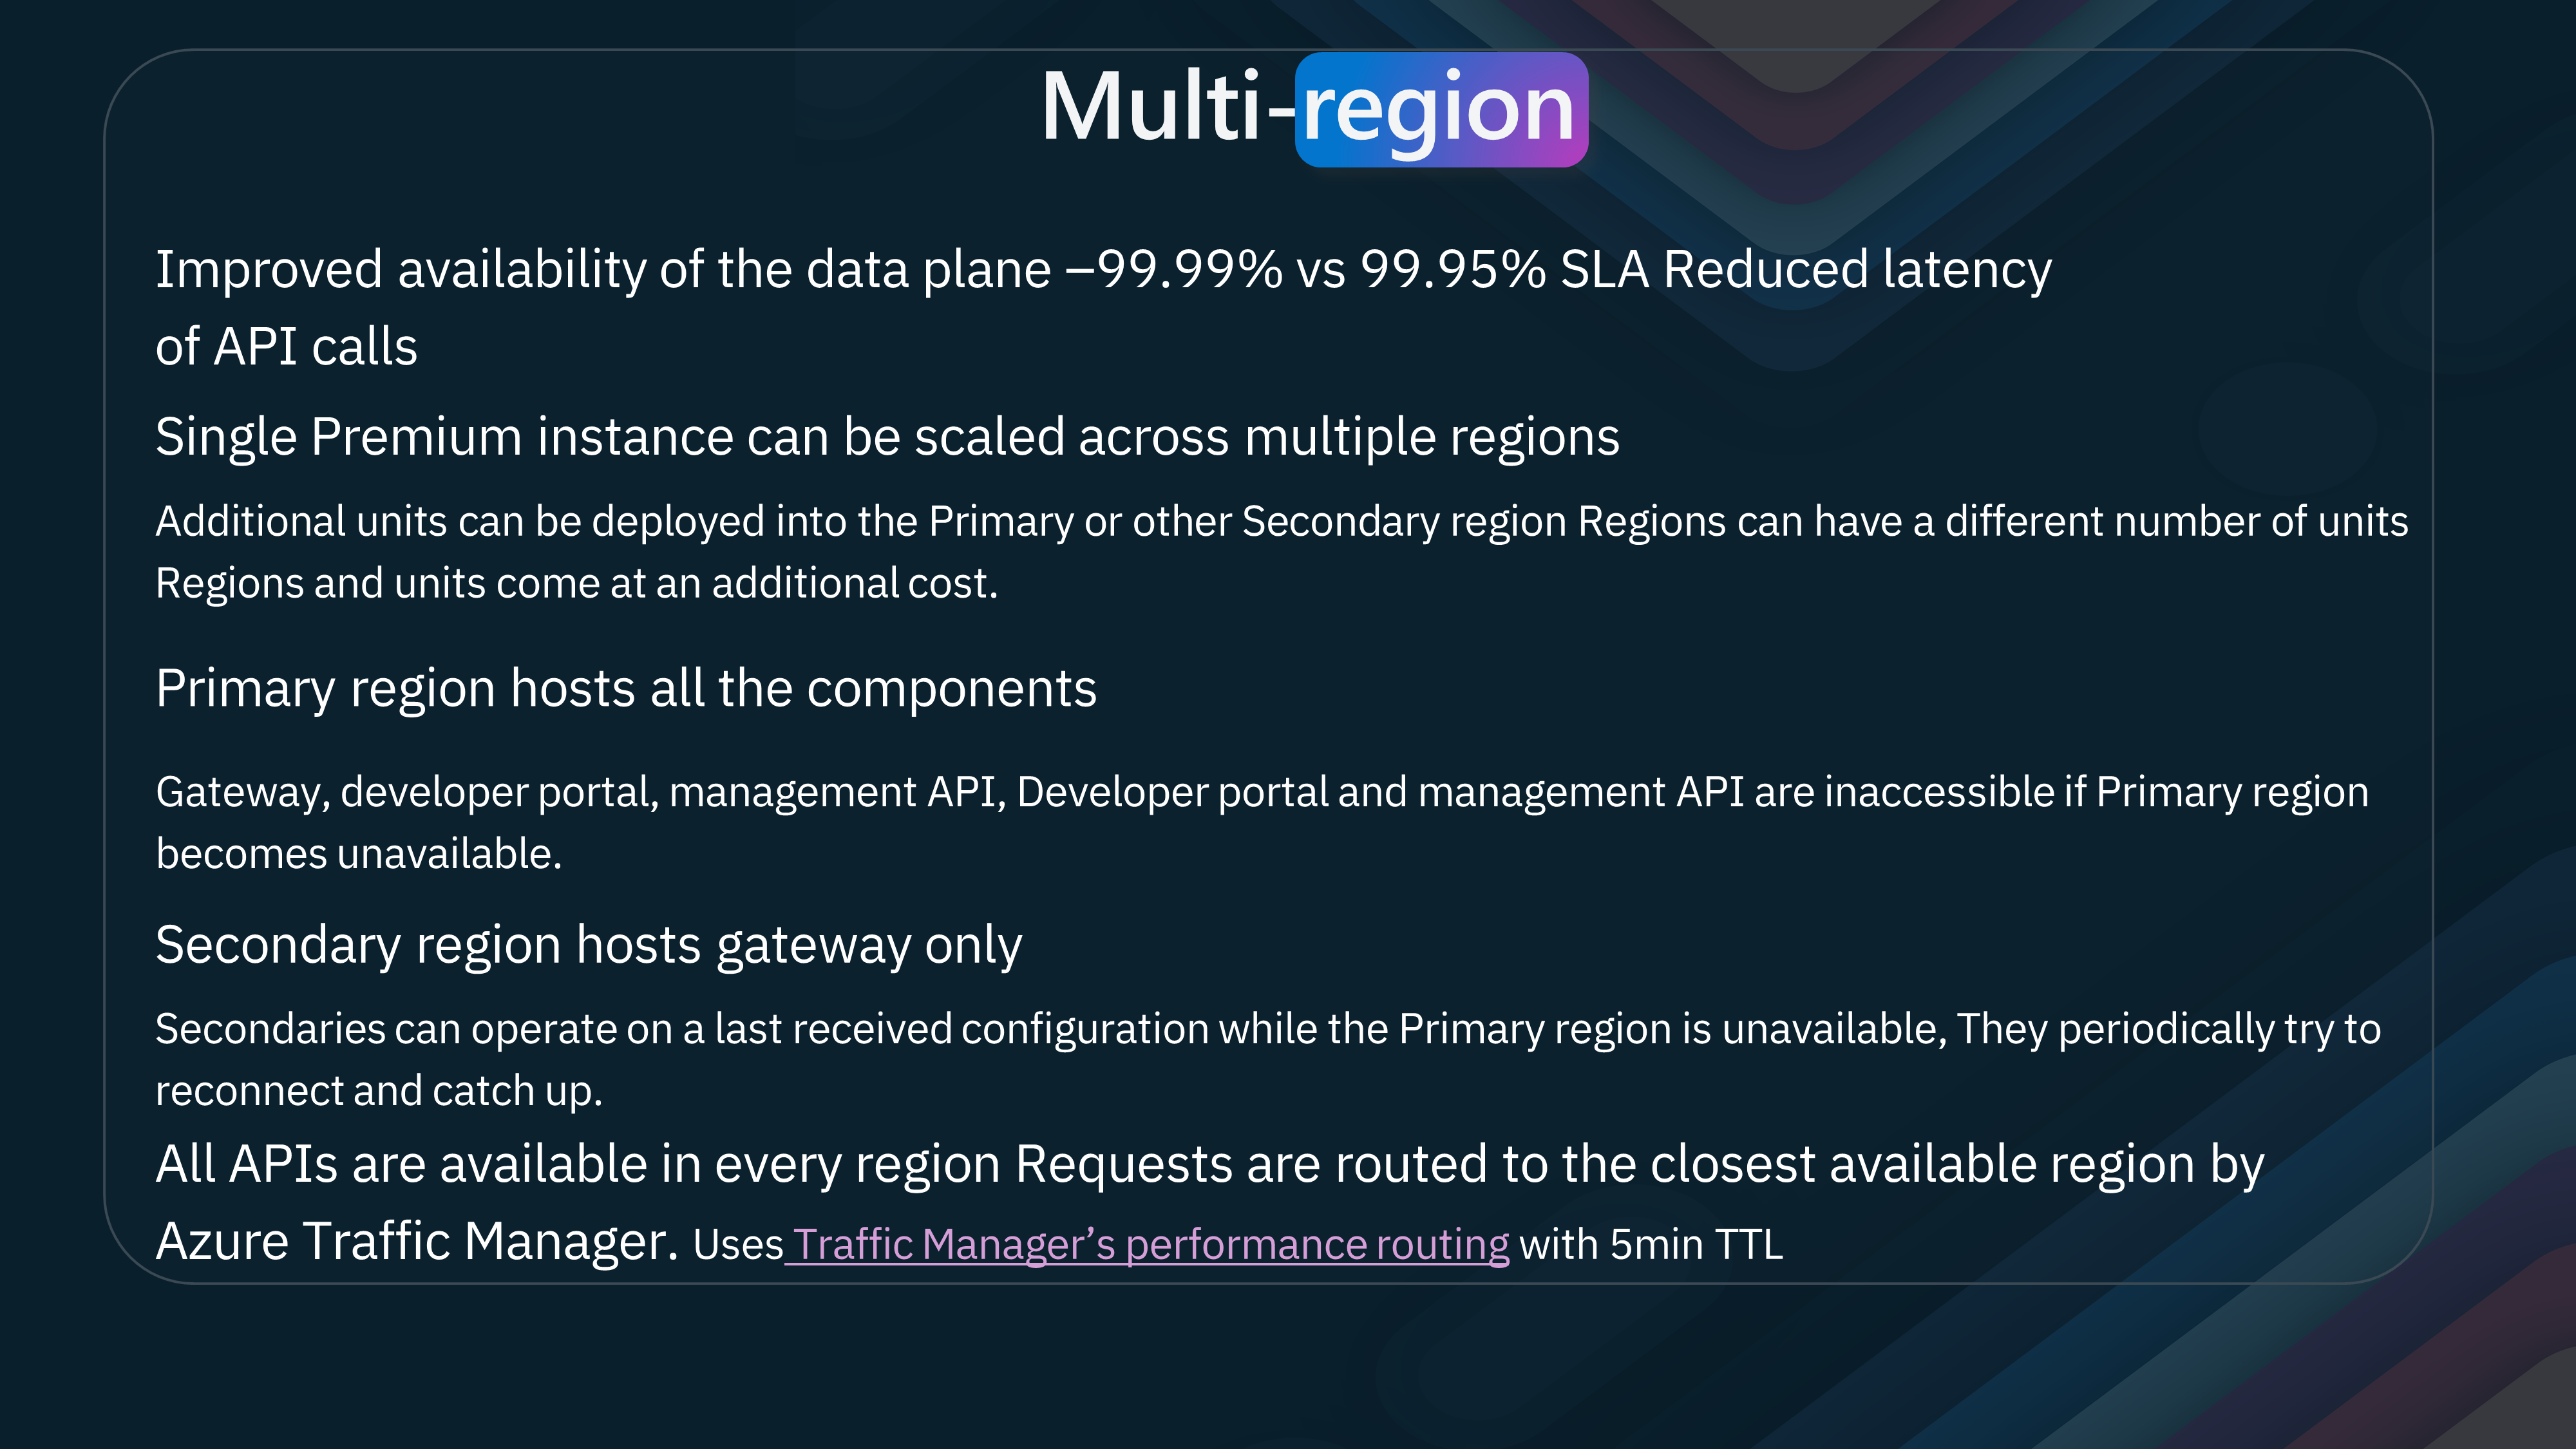 Multi-region
Improved availability of the data plane –99.99% vs 99.95% SLA Reduced latency
of API calls
Single Premium instance can be scaled across multiple regions
Additional units can be deployed into the Primary or other Secondary region Regions can have a different number of units
Regions and units come at an additional cost.
Primary region hosts all the components
Gateway, developer portal, management API, Developer portal and management API are inaccessible if Primary region
becomes unavailable.
Secondary region hosts gateway only
Secondaries can operate on a last received configuration while the Primary region is unavailable, They periodically try to
reconnect and catch up.
All APIs are available in every region Requests are routed to the closest available region by
Azure Traffic Manager. Uses Traffic Manager’s performance routing with 5min TTL